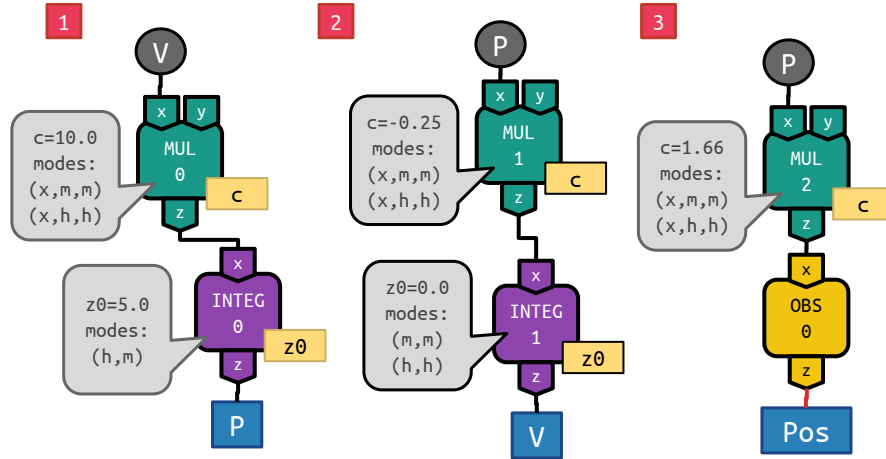 1
V
x
y
MUL
0
c
z
c=10.0
modes:
(x,m,m)
(x,h,h)
x
INTEG
0
z0
z
z0=5.0
modes:
(h,m)
P
2
P
x
y
MUL
1
c
z
c=-0.25
modes:
(x,m,m)
(x,h,h)
x
INTEG
1
z0
z
z0=0.0
modes:
(m,m)
(h,h)
V
3
P
x
y
MUL
2
c
z
c=1.66
modes:
(x,m,m)
(x,h,h)
x
OBS
0
z
Pos